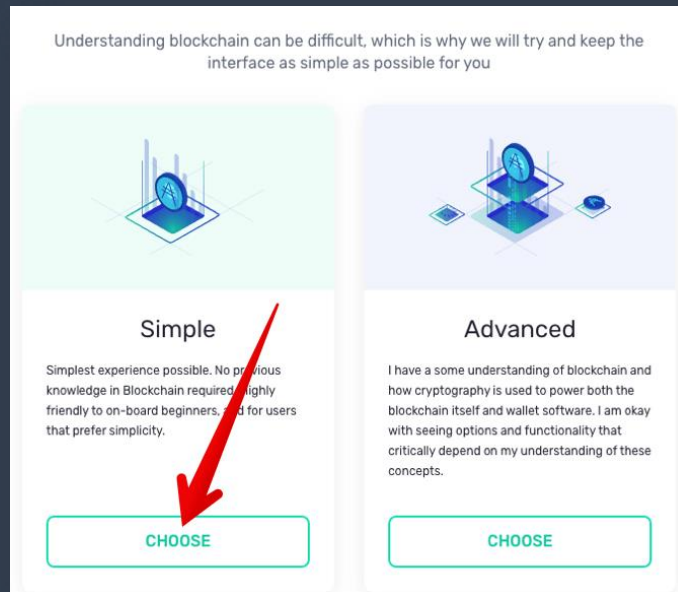 Understanding blockchain can be difficult, which is why we will try and keep the
interface as simple as possible for you
Simple
Simplest experience possible. No previous
knowledge in Blockchain required. Highly
friendly to on-board beginners, and for users
that prefer simplicity.
CHOOSE
Advanced
I have a some understanding of blockchain and
how cryptography is used to power both the
blockchain itself and wallet software. I am okay
with seeing options and functionality that
critically depend on my understanding of these
concepts.
CHOOSE